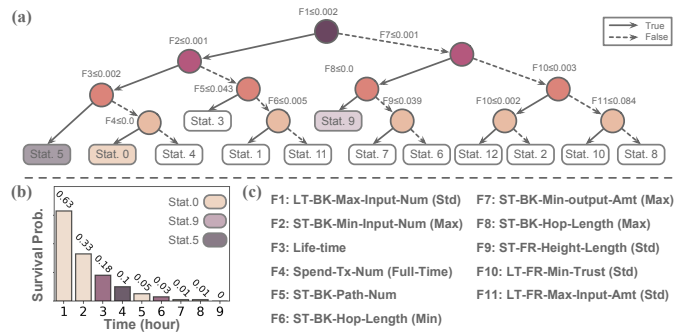 (a)
F1≤0.002
True
False
F2≤0.001
F7≤0.001
F3≤0.002
F5≤0.043
F8≤0.0
F10≤0.003
F4≤0.0
F6≤0.005
F9≤0.039
F10≤0.002
F11≤0.084
Stat. 3
Stat. 9
Stat. 5
Stat. 0
Stat. 4
Stat. 1
Stat. 11
Stat. 7
Stat. 6
Stat. 12
Stat. 2
Stat. 10
Stat. 8
(b)
Survival Prob.
0.63
0.33
0.18
0.1
0.05
0.03
0.01
0.01
0
Stat.0
Stat.9
Stat.5
1 2 3 4 5 6 7 8 9
Time (hour)
(c)
F1: LT-BK-Max-Input-Num (Std)
F2: ST-BK-Min-Input-Num (Max)
F3: Life-time
F4: Spend-Tx-Num (Full-Time)
F5: ST-BK-Path-Num
F6: ST-BK-Hop-Length (Min)
F7: ST-BK-Min-output-Amt (Max)
F8: ST-BK-Hop-Length (Max)
F9: ST-FR-Height-Length (Std)
F10: LT-FR-Min-Trust (Std)
F11: LT-FR-Max-Input-Amt (Std)